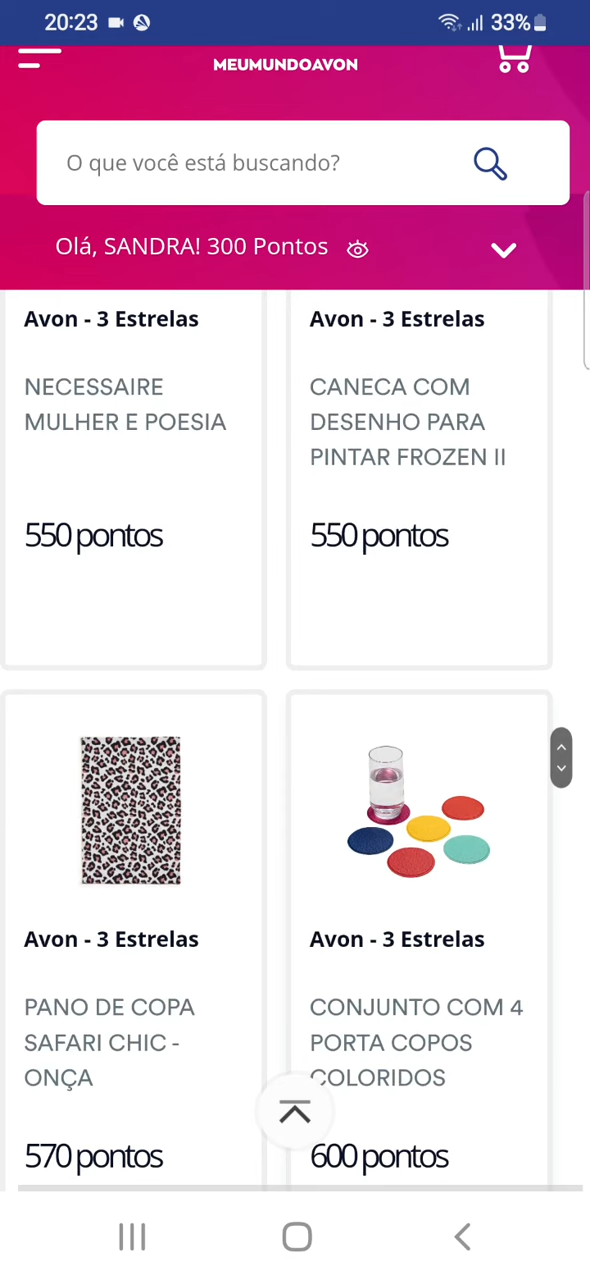 20:23
33%
MEUMUNDOAVON
O que você está buscando?
Olá, SANDRA! 300 Pontos
Avon - 3 Estrelas
NECESSAIRE
MULHER E POESIA
550 pontos
Avon - 3 Estrelas
CANECA COM
DESENHO PARA
PINTAR FROZEN II
550 pontos
Avon - 3 Estrelas
PANO DE COPA
SAFARI CHIC -
ONÇA
570 pontos
Avon - 3 Estrelas
CONJUNTO COM 4
PORTA COPOS
COLORIDOS
600 pontos